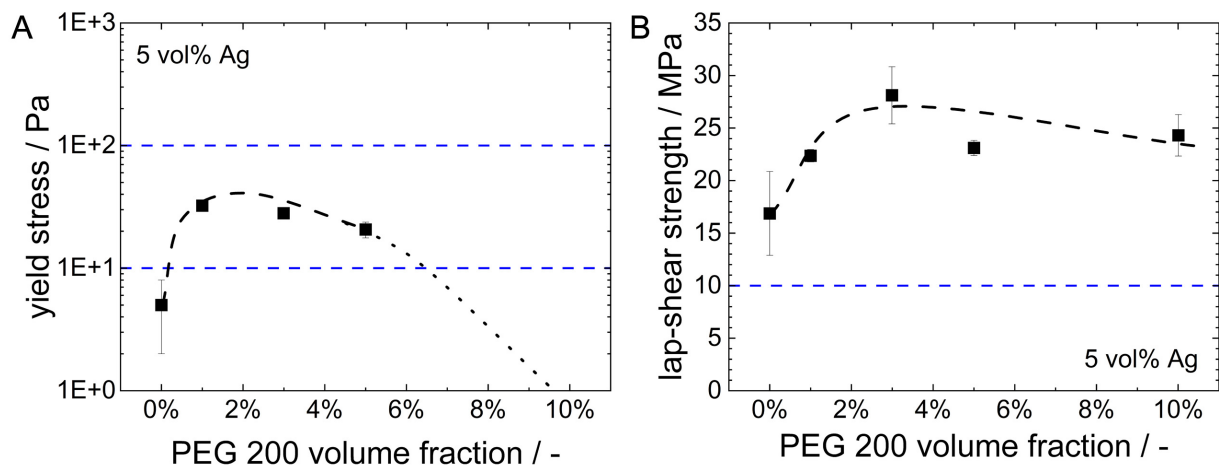 A
5 vol% Ag
yield stress / Pa
1E+3
1E+2
1E+1
1E+0
0% 2% 4% 6% 8% 10%
PEG 200 volume fraction / -
B
lap-shear strength / MPa
35
30
25
20
15
10
5
0
5 vol% Ag
0% 2% 4% 6% 8% 10%
PEG 200 volume fraction / -